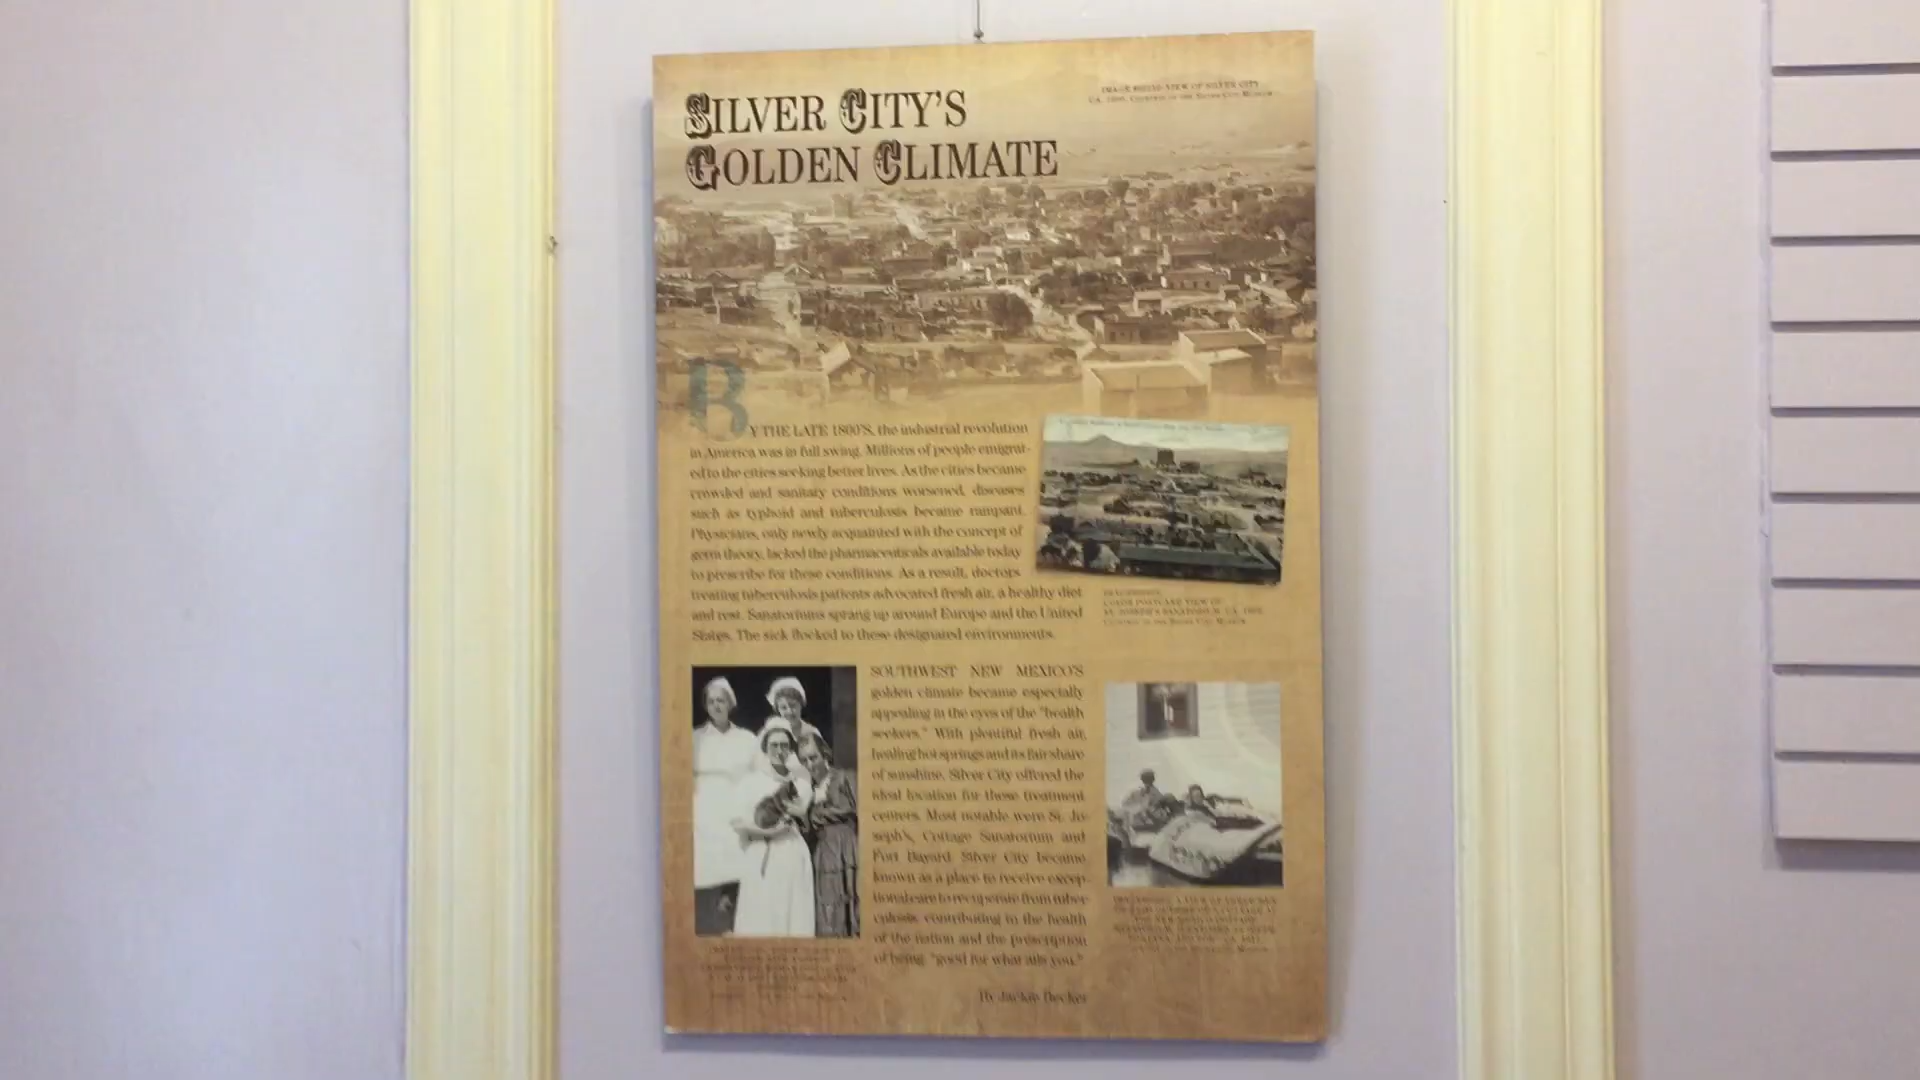 SILVER CITY'S
GOLDEN CLIMATE
VIEW OF SILVER CITY
BY THE LATE 1800'S, the industrial revolution
in America was in full swing. Millions of people emigrat-
ed to the cities seeking better lives. As the cities became
crowded and sanitary conditions worsened, diseases
such as typhoid and tuberculosis became rampant.
Physicians, only newly acquainted with the concept of
germ theory, lacked the pharmaceuticals available today
to prescribe for these conditions. As a result, doctors
treating tuberculosis patients advocated fresh air, a healthy diet
and rest. Sanatoriums sprang up around Europe and the United
States. The sick flocked to these designated environments.
COLOR POSTCARD VIEW OF
SOUTHWEST NEW MEXICO'S
golden climate became especially
appealing in the eyes of the "health
seekers." With plentiful fresh air,
healing hot springs and its fair share
of sunshine, Silver City offered the
ideal location for these treatment
centers. Most notable were St. Jo-
seph's, Cottage Sanatorium and
Fort Bayard. Silver City became
known as a place to receive excep-
tional care to recuperate from tuber-
culosis, contributing to the health
of the nation and the prescription
of being, "good for what ails you."
By Jackie Becker